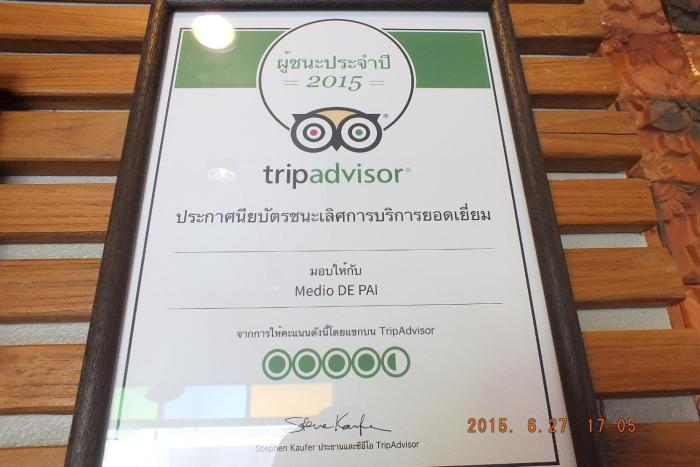 ผู้ชนะประจำปี
= 2015 =
tripadvisor®
ประกาศนียบัตรชนะเลิศการบริการยอดเยี่ยม
มอบให้กับ
Medio DE PAI
จากการให้คะแนนดังนี้โดยแขกบน TripAdvisor
Steve Kaufer
Stephen Kaufer ประธานและซีอีโอ TripAdvisor
2015. 6.27 17:05